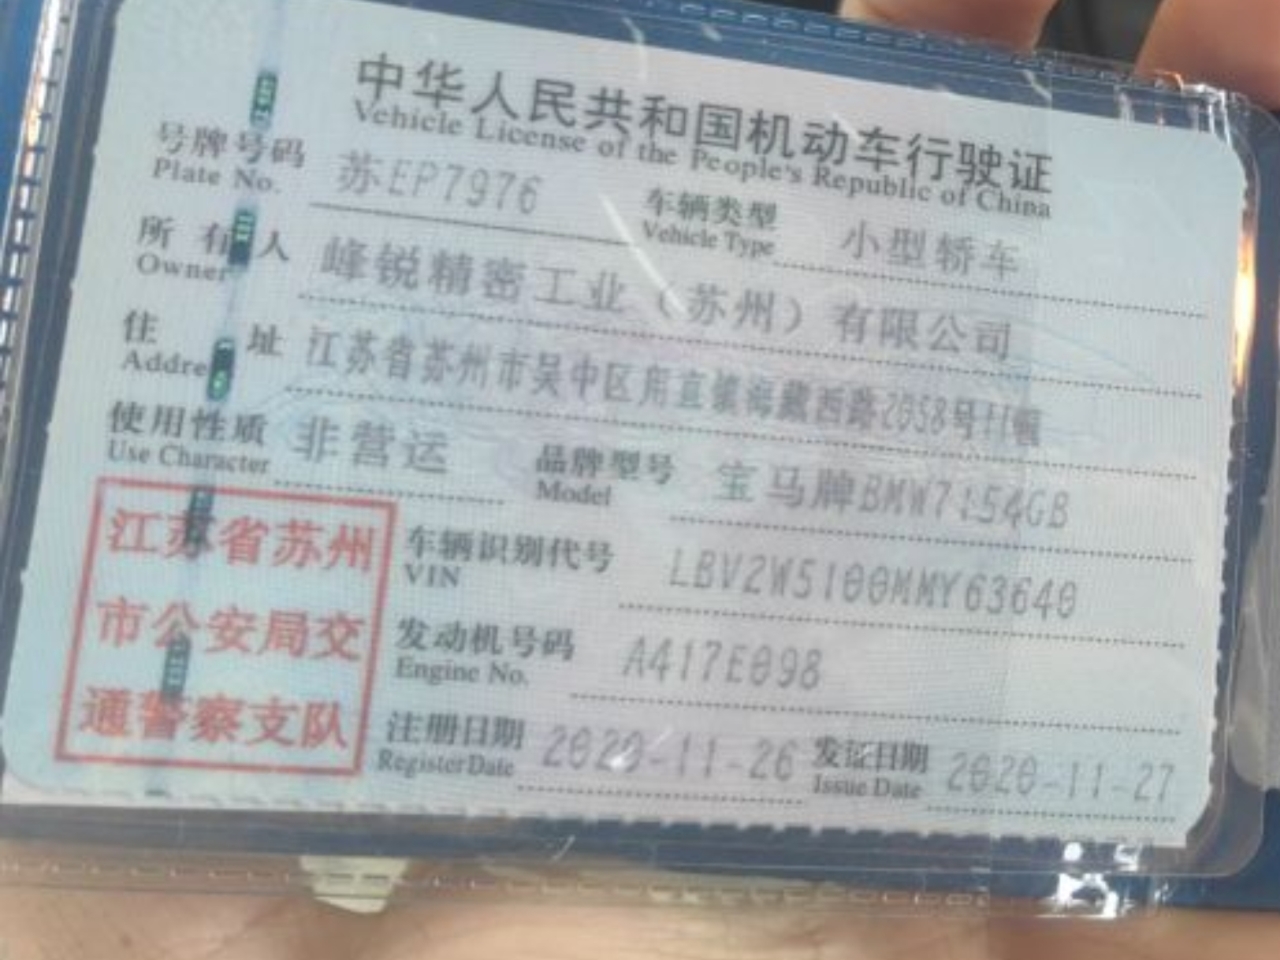 中华人民共和国机动车行驶证
Vehicle License of the People's Republic of China
号牌号码 苏EP7976 车辆类型 小型轿车
Plate No. Vehicle Type
所有人 峰锐精密工业（苏州）有限公司
Owner
住址 江苏省苏州市吴中区甪直镇海藏西路2058号11幢
Addre
使用性质 非营运 品牌型号 宝马牌BMW7154GB
Use Character Model
江苏省苏州
市公安局交
通警察支队
车辆识别代号 LBV2W5100MMY63640
VIN
发动机号码 A417E098
Engine No.
注册日期 2020-11-26 发证日期 2020-11-27
Register Date Issue Date